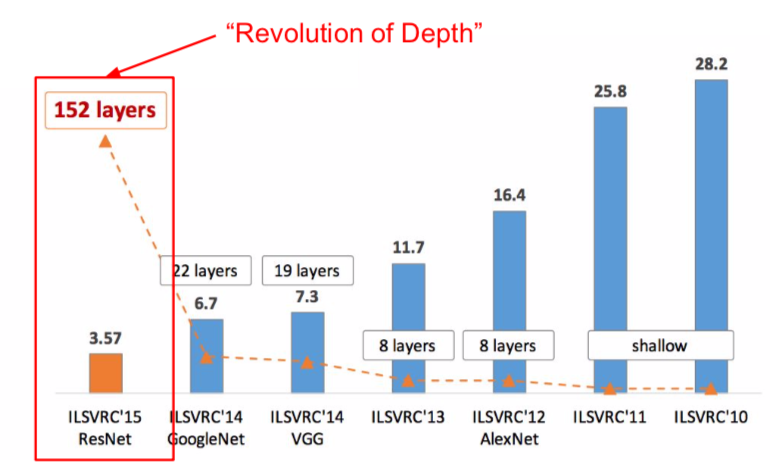 “Revolution of Depth”
28.2
25.8
152 layers
16.4
11.7
22 layers
19 layers
6.7
7.3
3.57
8 layers
8 layers
shallow
ILSVRC'15 ILSVRC'14 ILSVRC'14 ILSVRC'13 ILSVRC'12 ILSVRC'11 ILSVRC'10
ResNet GoogleNet VGG AlexNet